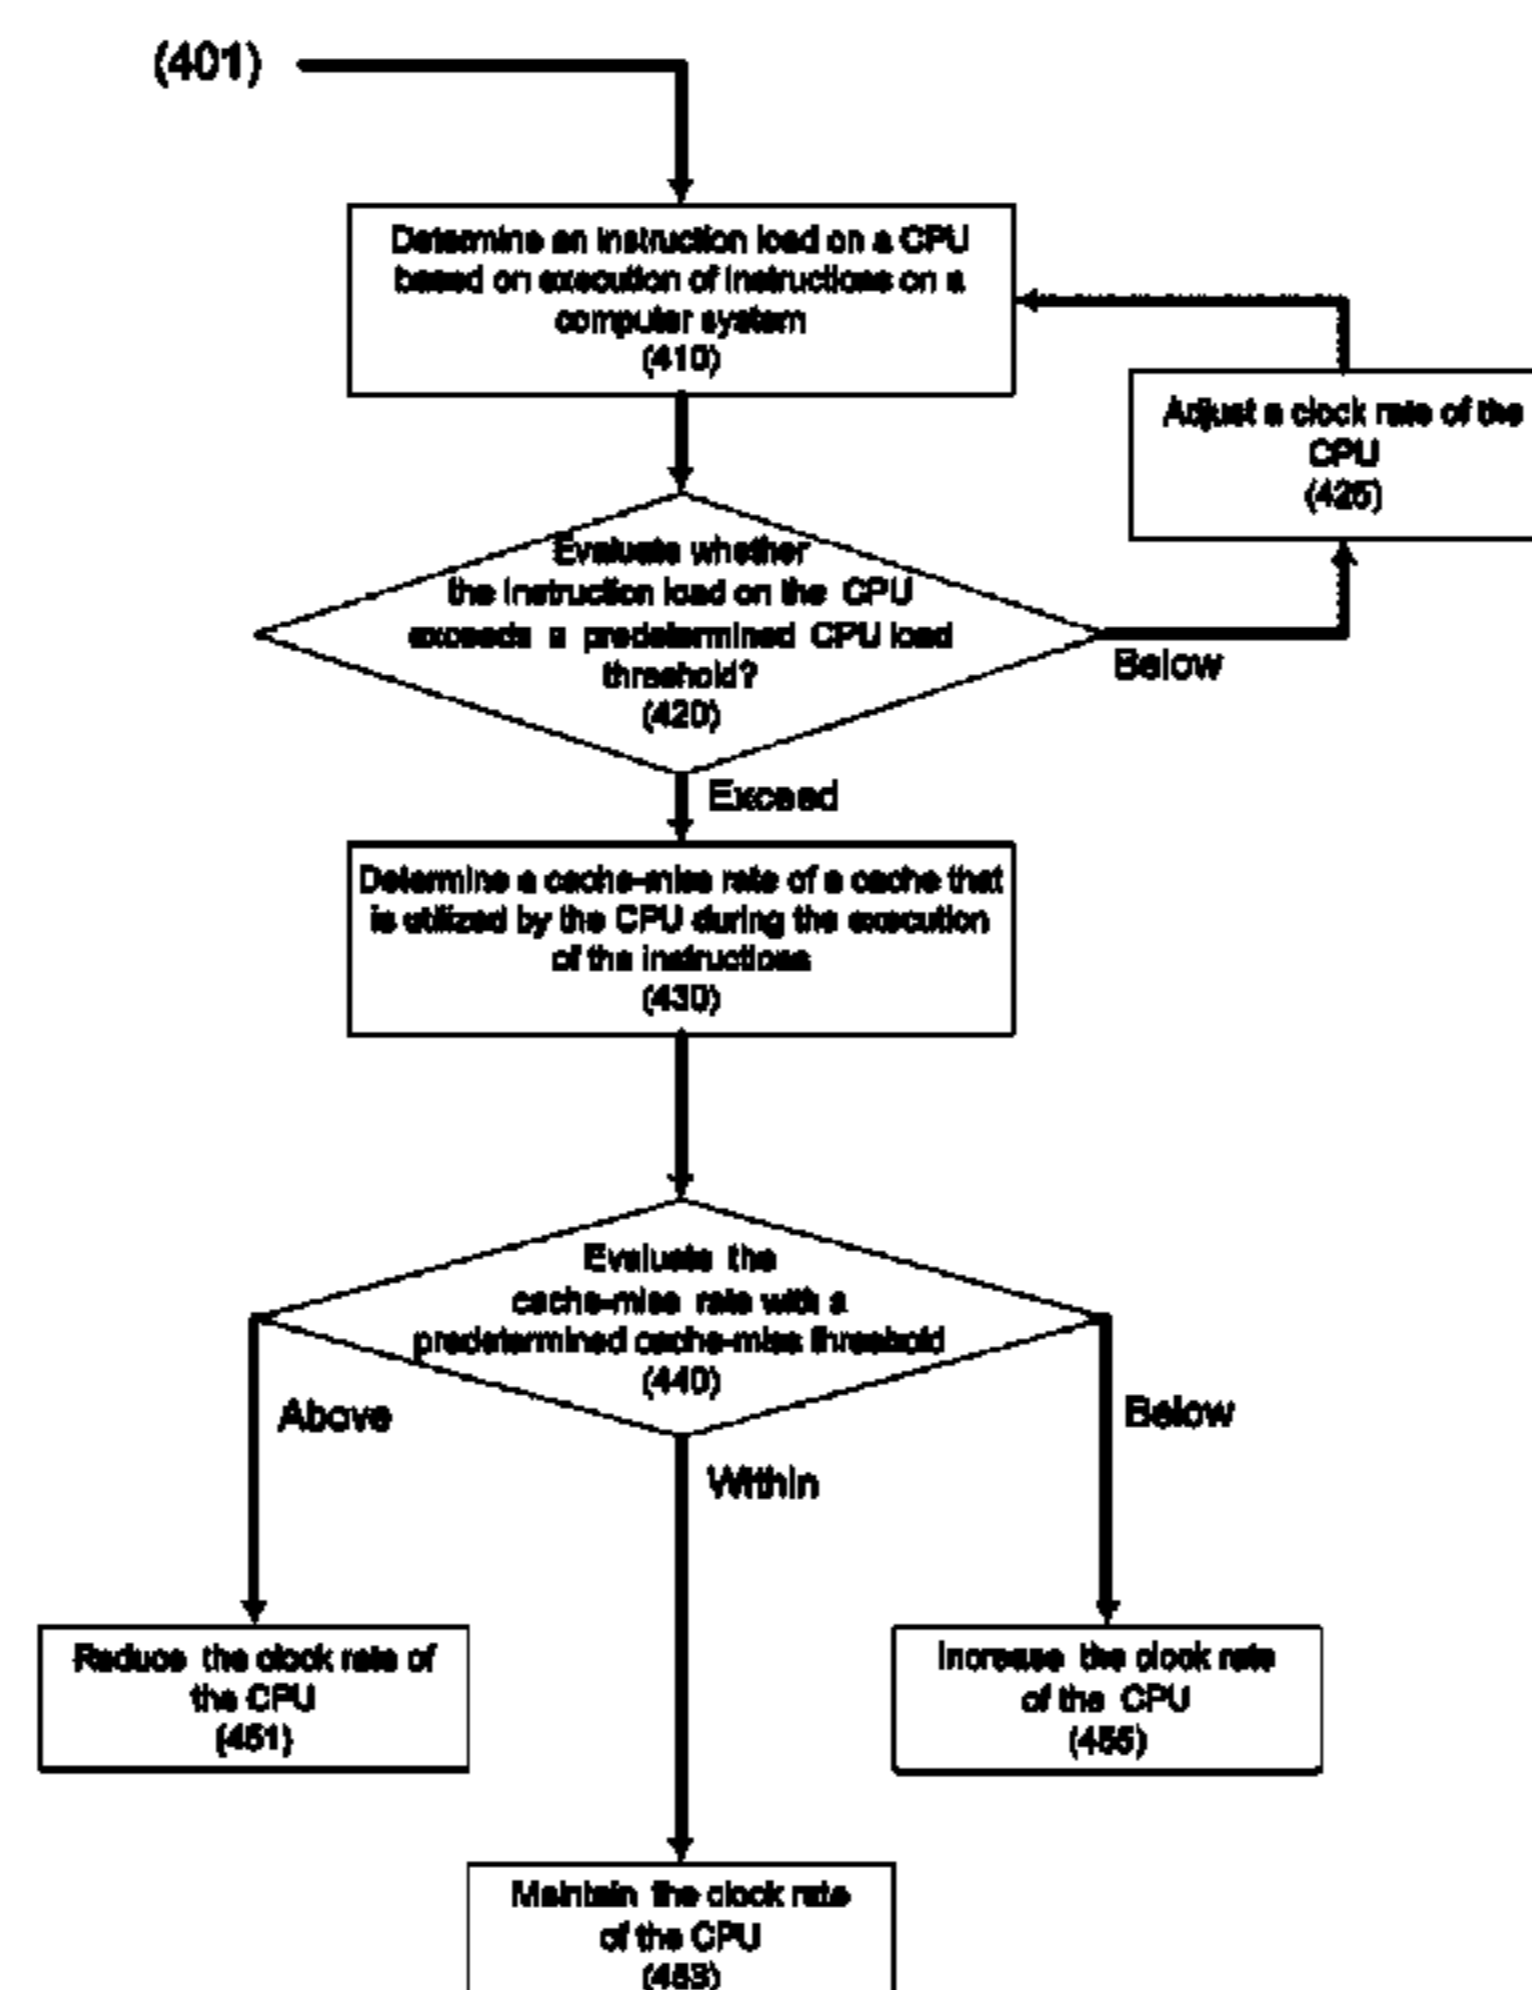 (401)
Determine an instruction load on a CPU
based on execution of instructions on a
computer system
(410)
Adjust a clock rate of the
CPU
(425)
Evaluate whether
the instruction load on the CPU
exceeds a predetermined CPU load
threshold?
(420)
Below
Exceed
Determine a cache-miss rate of a cache that
is utilized by the CPU during the execution
of the instructions
(430)
Evaluate the
cache-miss rate with a
predetermined cache-miss threshold
(440)
Above
Below
Within
Reduce the clock rate of
the CPU
(451)
Increase the clock rate
of the CPU
(455)
Maintain the clock rate
of the CPU
(453)